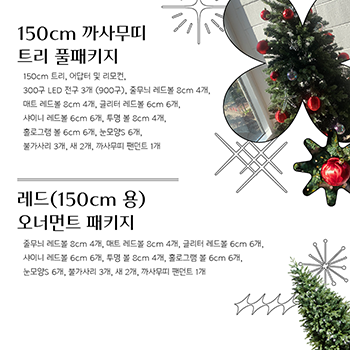 150cm 까사무띠
트리 풀패키지
150cm 트리, 어답터 및 리모컨,
300구 LED 전구 3개 (900구), 줄무늬 레드볼 8cm 4개,
매트 레드볼 8cm 4개, 글리터 레드볼 6cm 6개,
샤이니 레드볼 6cm 6개, 투명 볼 8cm 4개,
홀로그램 볼 6cm 6개, 눈모양S 6개,
불가사리 3개, 새 2개, 까사무띠 팬던트 1개
레드(150cm 용)
오너먼트 패키지
줄무늬 레드볼 8cm 4개, 매트 레드볼 8cm 4개, 글리터 레드볼 6cm 6개,
샤이니 레드볼 6cm 6개, 투명 볼 8cm 4개, 홀로그램 볼 6cm 6개,
눈모양S 6개, 불가사리 3개, 새 2개, 까사무띠 팬던트 1개